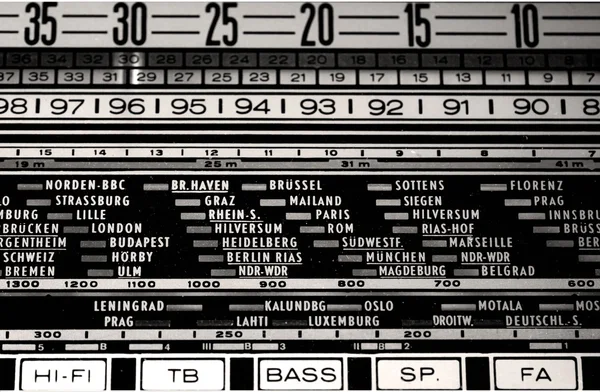 35 30 25 20 15 10
36 34 32 30 28 26 24 22 20 18 16 14 12 10
37 35 33 31 29 27 25 23 21 19 17 15 13 11 9 7
98 97 96 95 94 93 92 91 90
15 13 12 11 10 9 8 7
19 m 25 m 31 m 41 m
NORDEN-BBC BR.HAVEN BRÜSSEL SOTTENS FLORENZ
STRASSBURG GRAZ MAILAND SIEGEN PRAG
LILLE RHEIN-S. PARIS HILVERSUM
LONDON HILVERSUM ROM RIAS-HOF
BUDAPEST HEIDELBERG SÜDWESTF. MARSEILLE
SCHWEIZ HÖRBY BERLIN RIAS MÜNCHEN NDR-WDR
BREMEN ULM NDR-WDR MAGDEBURG BELGRAD
1300 1200 1000 900 800 700 600
LENINGRAD KALUNDBG OSLO MOTALA
PRAG LAHTI LUXEMBURG DROITW. DEUTSCHL.-S.
300 250 200
5 B 4 B 3 B 2 1
HI-FI TB BASS SP. FA